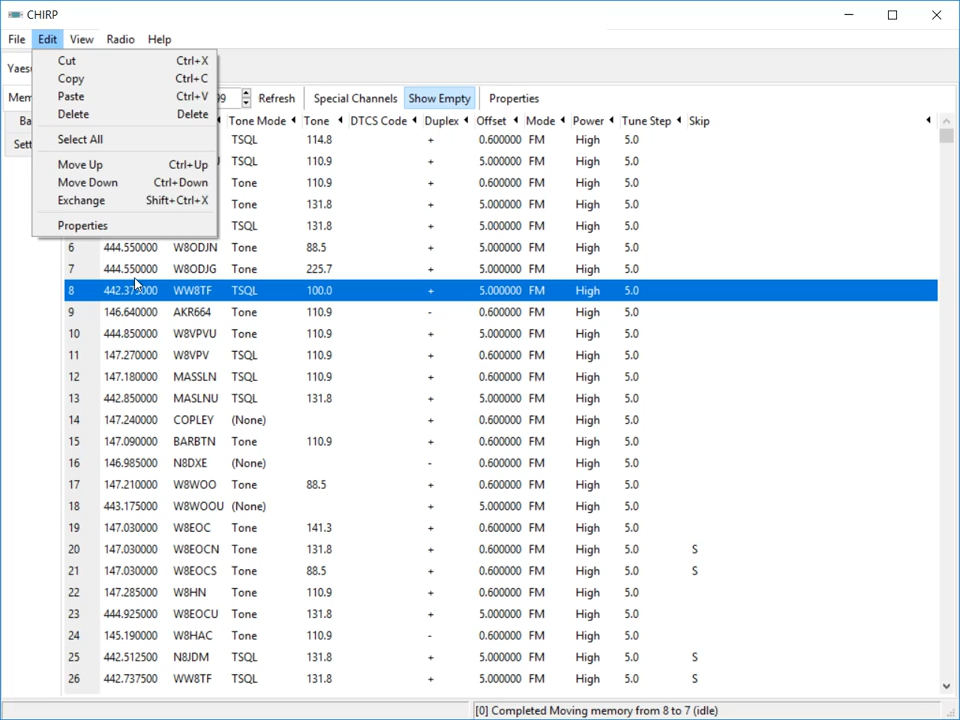 CHIRP
File Edit View Radio Help
Cut Ctrl+X
Copy Ctrl+C
Paste Ctrl+V
Delete Delete
Select All
Move Up Ctrl+Up
Move Down Ctrl+Down
Exchange Shift+Ctrl+X
Properties
Refresh Special Channels Show Empty Properties
Tone Mode Tone DTCS Code Duplex Offset Mode Power Tune Step Skip
TSQL 114.8 + 0.600000 FM High 5.0
TSQL 110.9 + 5.000000 FM High 5.0
Tone 110.9 + 0.600000 FM High 5.0
Tone 131.8 + 5.000000 FM High 5.0
TSQL 131.8 + 5.000000 FM High 5.0
6 444.550000 W8ODJN Tone 88.5 + 5.000000 FM High 5.0
7 444.550000 W8ODJG Tone 225.7 + 5.000000 FM High 5.0
8 442.375000 WW8TF TSQL 100.0 + 5.000000 FM High 5.0
9 146.640000 AKR664 Tone 110.9 - 0.600000 FM High 5.0
10 444.850000 W8VPVU Tone 110.9 + 5.000000 FM High 5.0
11 147.270000 W8VPV TSQL 110.9 + 0.600000 FM High 5.0
12 147.180000 MASSLN TSQL 110.9 + 0.600000 FM High 5.0
13 442.850000 MASLNU TSQL 131.8 + 5.000000 FM High 5.0
14 147.240000 COPLEY (None) + 0.600000 FM High 5.0
15 147.090000 BARBTN Tone 110.9 + 0.600000 FM High 5.0
16 146.985000 N8DXE (None) - 0.600000 FM High 5.0
17 147.210000 W8WOO Tone 88.5 + 0.600000 FM High 5.0
18 443.175000 W8WOOU (None) + 5.000000 FM High 5.0
19 147.030000 W8EOC Tone 141.3 + 0.600000 FM High 5.0
20 147.030000 W8EOCN Tone 131.8 + 0.600000 FM High 5.0 S
21 147.030000 W8EOCS Tone 88.5 + 0.600000 FM High 5.0 S
22 147.285000 W8HN Tone 110.9 + 0.600000 FM High 5.0
23 444.925000 W8EOCU Tone 131.8 + 5.000000 FM High 5.0
24 145.190000 W8HAC Tone 110.9 - 0.600000 FM High 5.0
25 442.512500 N8JDM TSQL 131.8 + 5.000000 FM High 5.0 S
26 442.737500 WW8TF TSQL 131.8 + 5.000000 FM High 5.0 S
[0] Completed Moving memory from 8 to 7 (idle)